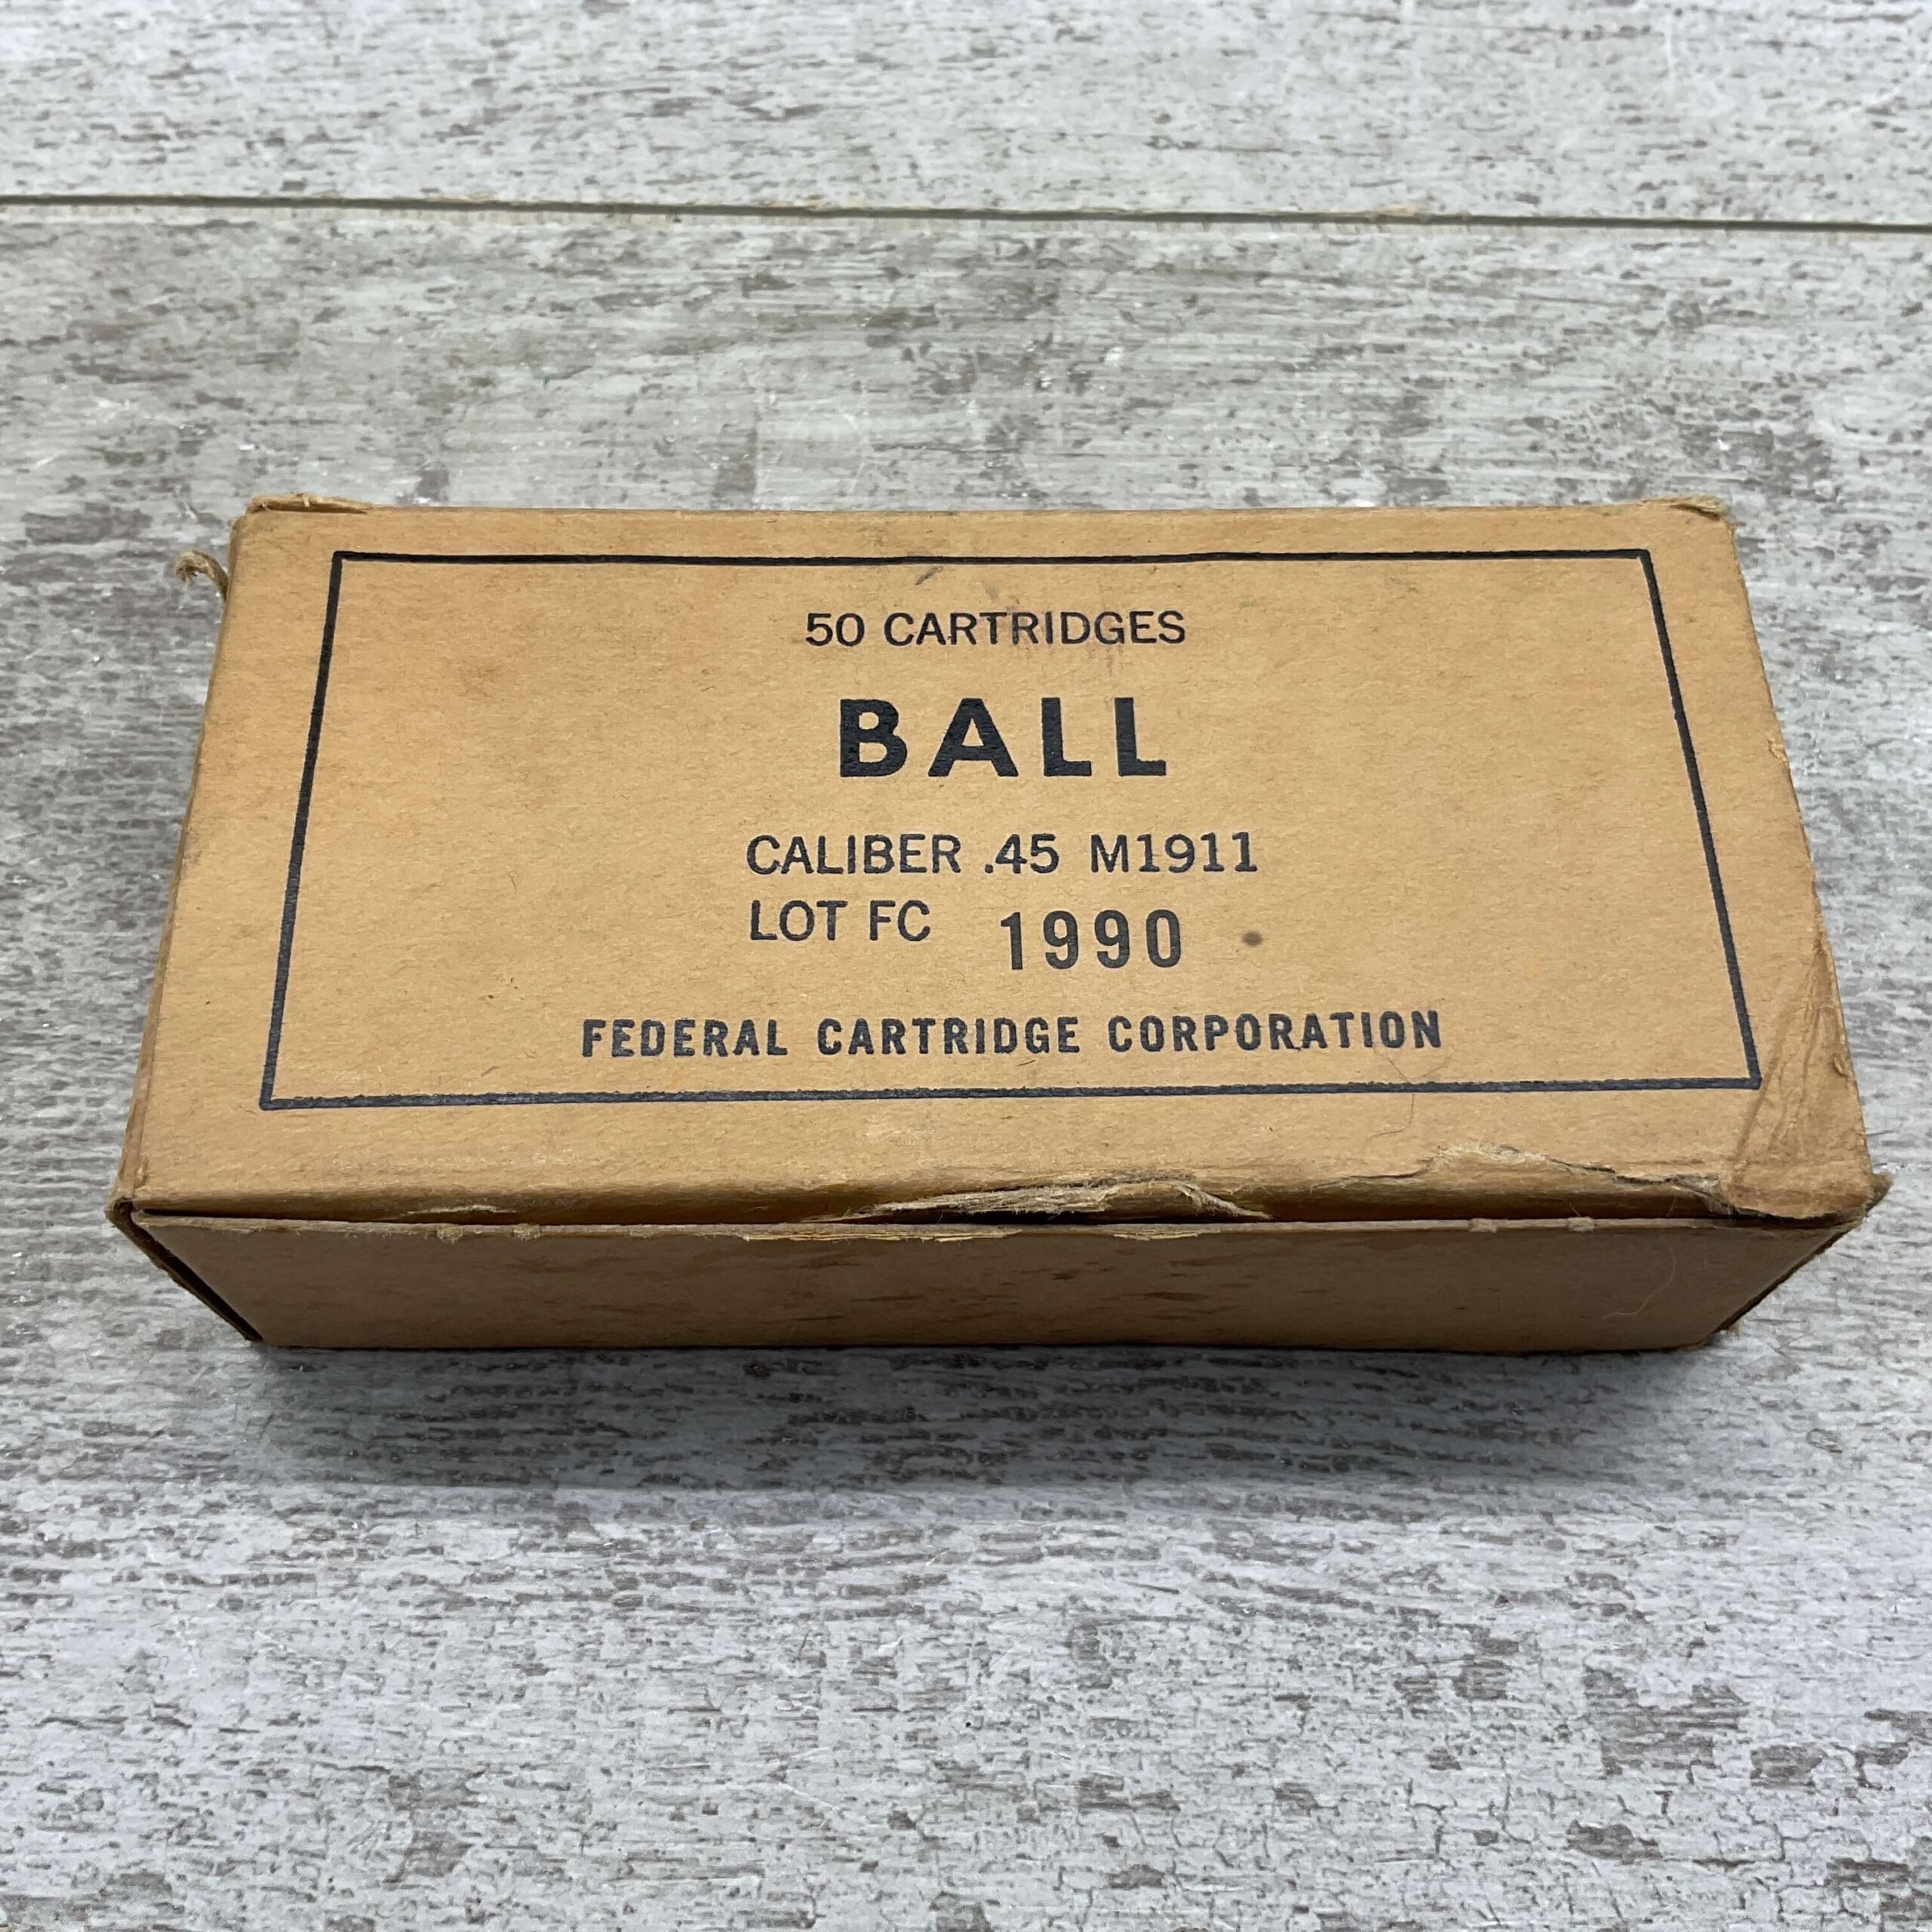 50 CARTRIDGES
BALL
CALIBER .45 M1911
LOT FC 1990
FEDERAL CARTRIDGE CORPORATION